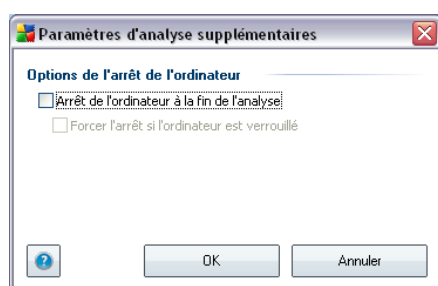 Paramètres d'analyse supplémentaires
Options de l'arrêt de l'ordinateur
Arrêt de l'ordinateur à la fin de l'analyse
Forcer l'arrêt si l'ordinateur est verrouillé
? OK Annuler